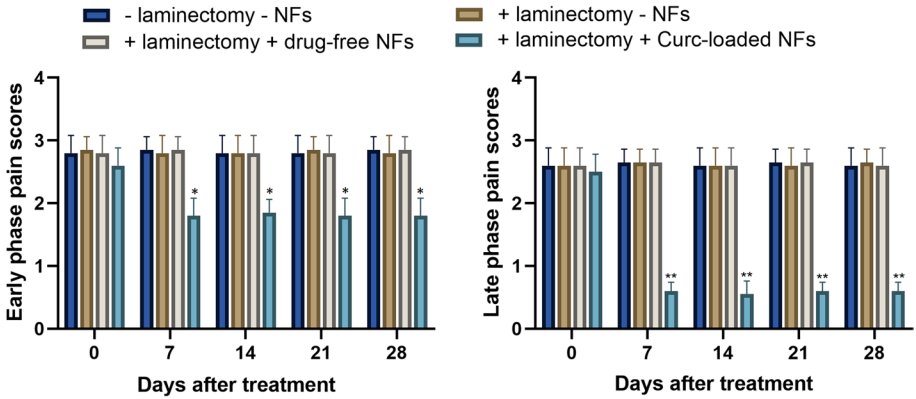 - laminectomy - NFs
+ laminectomy - NFs
+ laminectomy + drug-free NFs
+ laminectomy + Curc-loaded NFs
Early phase pain scores
4
3
2
1
0
* * * *
0 7 14 21 28
Days after treatment
Late phase pain scores
4
3
2
1
0
** ** ** **
0 7 14 21 28
Days after treatment